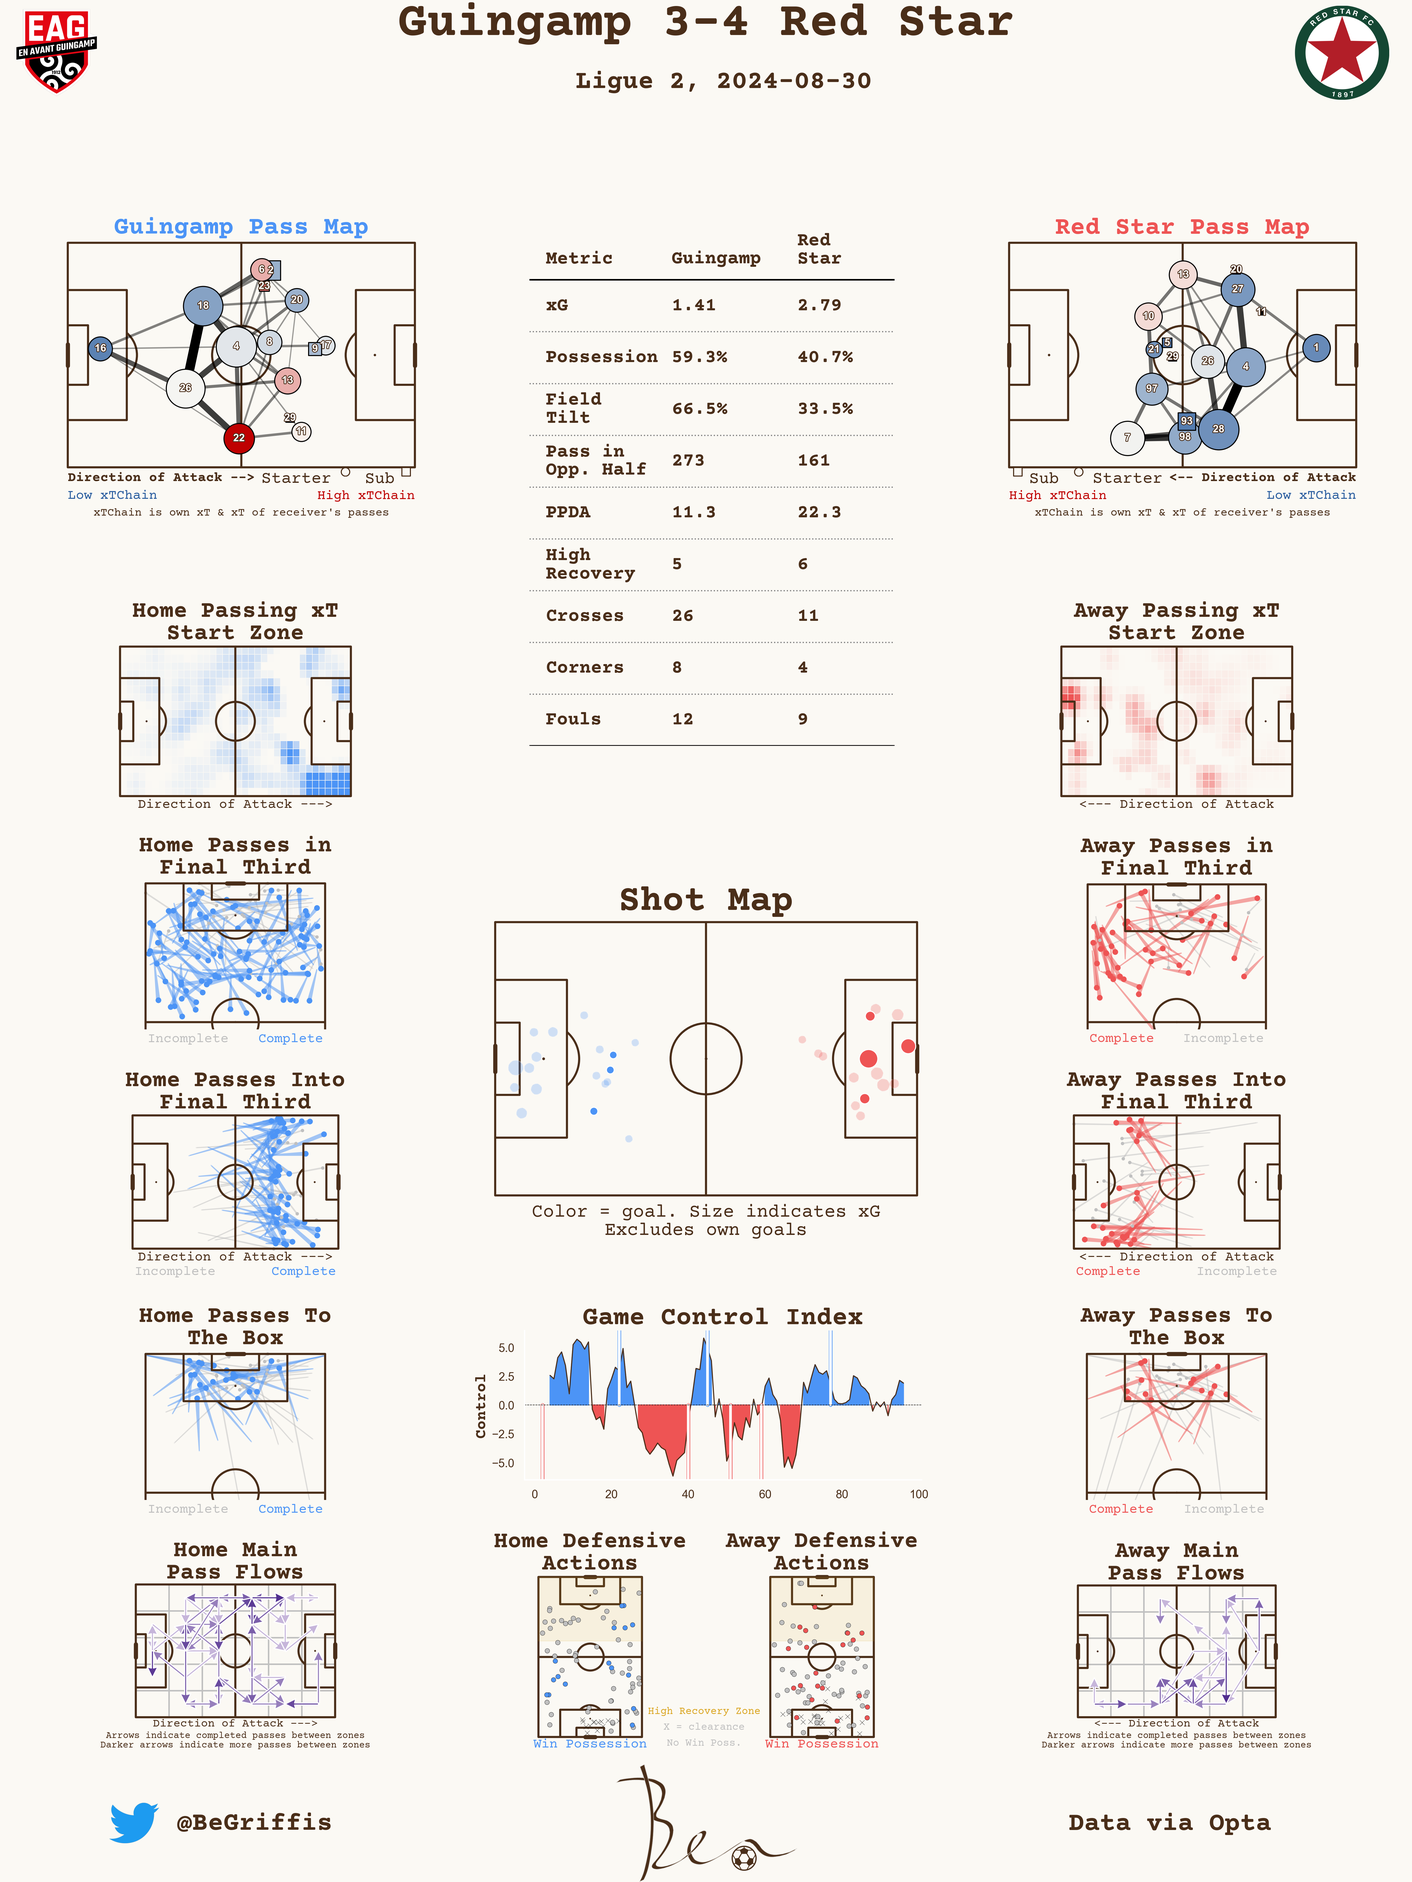 Guingamp 3-4 Red Star
Ligue 2, 2024-08-30
EAG
EN AVANT GUINGAMP
1912
RED STAR FC
1897
Guingamp Pass Map
16
18
26
4
22
6
2
23
20
8
9
17
13
29
11
Direction of Attack --> Starter Sub
Low xTChain High xTChain
xTChain is own xT & xT of receiver's passes
Metric Guingamp Red Star
xG 1.41 2.79
Possession 59.3% 40.7%
Field Tilt 66.5% 33.5%
Pass in Opp. Half 273 161
PPDA 11.3 22.3
High Recovery 5 6
Crosses 26 11
Corners 8 4
Fouls 12 9
Red Star Pass Map
13
20
27
11
10
21
5
29
26
4
1
97
93
98
28
7
Sub Starter <-- Direction of Attack
High xTChain Low xTChain
xTChain is own xT & xT of receiver's passes
Home Passing xT
Start Zone
Direction of Attack --->
Away Passing xT
Start Zone
<--- Direction of Attack
Home Passes in
Final Third
Incomplete Complete
Away Passes in
Final Third
Complete Incomplete
Shot Map
Color = goal. Size indicates xG
Excludes own goals
Home Passes Into
Final Third
Direction of Attack --->
Incomplete Complete
Away Passes Into
Final Third
<--- Direction of Attack
Complete Incomplete
Home Passes To
The Box
Incomplete Complete
Game Control Index
Control
5.0
2.5
0.0
−2.5
−5.0
0 20 40 60 80 100
Away Passes To
The Box
Complete Incomplete
Home Main
Pass Flows
Direction of Attack --->
Arrows indicate completed passes between zones
Darker arrows indicate more passes between zones
Home Defensive
Actions
Win Possession
High Recovery Zone
X = clearance
No Win Poss.
Away Defensive
Actions
Win Possession
Away Main
Pass Flows
<--- Direction of Attack
Arrows indicate completed passes between zones
Darker arrows indicate more passes between zones
@BeGriffis
Ben
Data via Opta